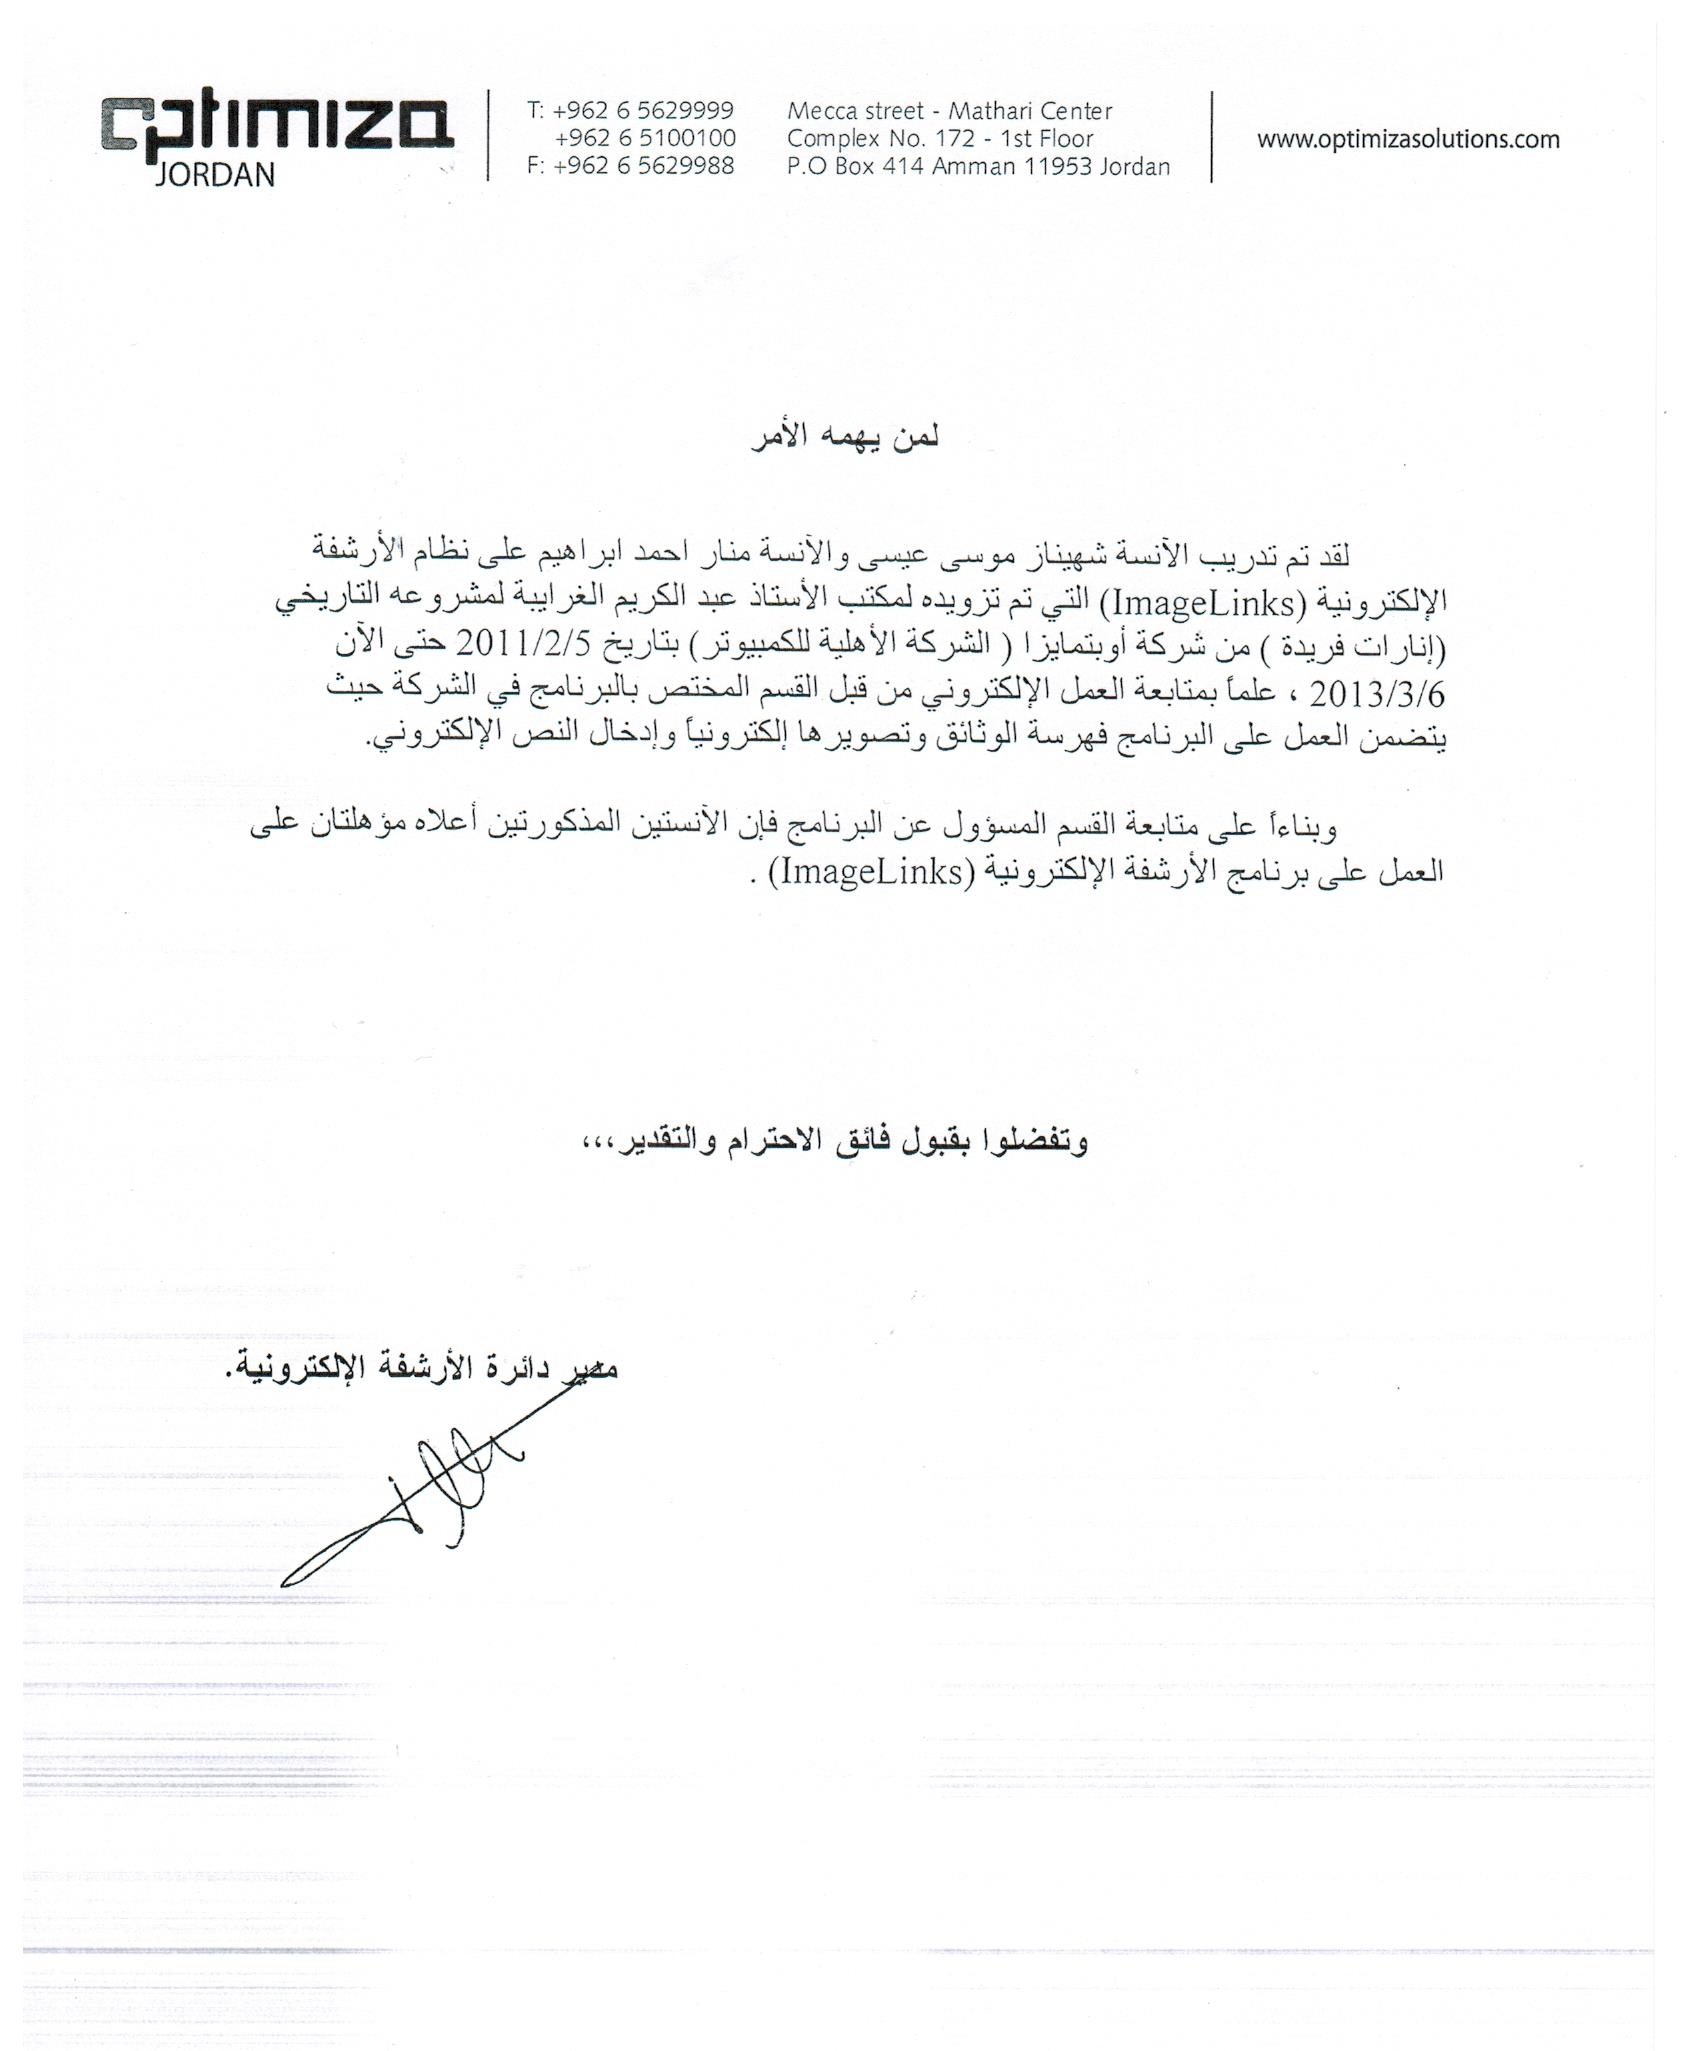 optimiza
JORDAN
T: +962 6 5629999
+962 6 5100100
F: +962 6 5629988
Mecca street - Mathari Center
Complex No. 172 - 1st Floor
P.O Box 414 Amman 11953 Jordan
www.optimizasolutions.com
لمن يهمه الأمر
لقد تم تدريب الآنسة شهيناز موسى عيسى والآنسة منار احمد ابراهيم على نظام الأرشفة
الإلكترونية (ImageLinks) التي تم تزويده لمكتب الأستاذ عبد الكريم الغرايبة لمشروعه التاريخي
(إنارات فريدة ) من شركة أوبتمايزا ( الشركة الأهلية للكمبيوتر) بتاريخ 2011/2/5 حتى الآن
2013/3/6 ، علماً بمتابعة العمل الإلكتروني من قبل القسم المختص بالبرنامج في الشركة حيث
يتضمن العمل على البرنامج فهرسة الوثائق وتصويرها إلكترونياً وإدخال النص الإلكتروني.
وبناءاً على متابعة القسم المسؤول عن البرنامج فإن الآنستين المذكورتين أعلاه مؤهلتان على
العمل على برنامج الأرشفة الإلكترونية (ImageLinks) .
وتفضلوا بقبول فائق الاحترام والتقدير،،،
مدير دائرة الأرشفة الإلكترونية.